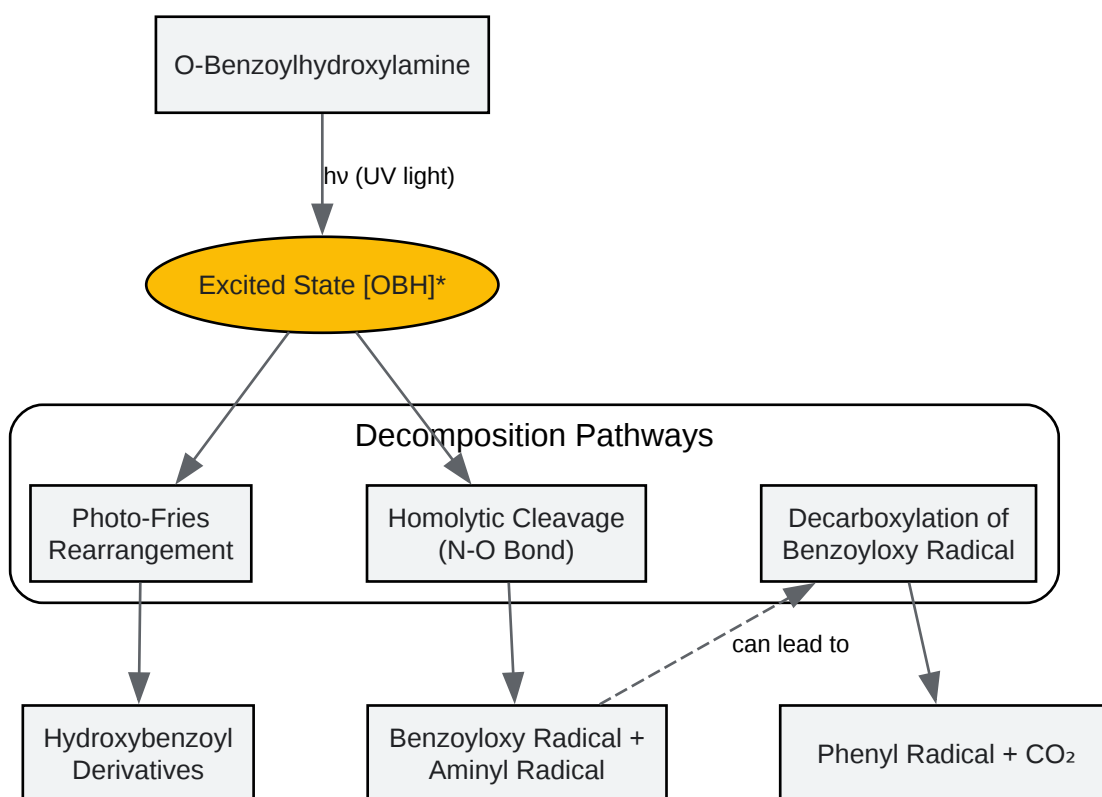 O-Benzoylhydroxylamine
hν (UV light)
Excited State [OBH]*
Decomposition Pathways
Photo-Fries
Rearrangement
Homolytic Cleavage
(N-O Bond)
Decarboxylation of
Benzoyloxy Radical
can lead to
Hydroxybenzoyl
Derivatives
Benzoyloxy Radical +
Aminyl Radical
Phenyl Radical + CO₂